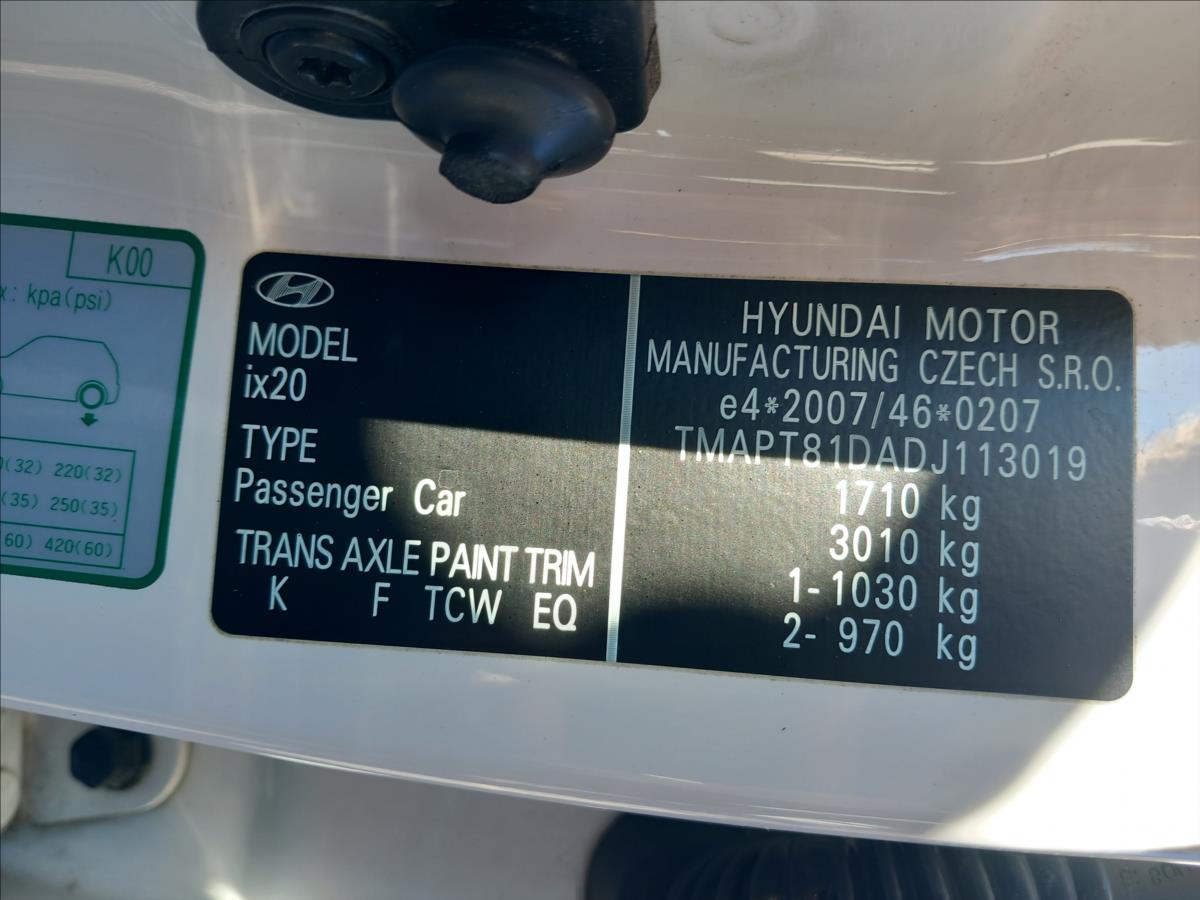 K00
x: kpa(psi)
(32) 220(32)
(35) 250(35)
60) 420(60)
MODEL
ix20
TYPE
Passenger Car
TRANS AXLE PAINT TRIM
K F TCW EQ
HYUNDAI MOTOR
MANUFACTURING CZECH S.R.O.
e4*2007/46*0207
TMAPT81DADJ113019
1710 kg
3010 kg
1- 1030 kg
2- 970 kg